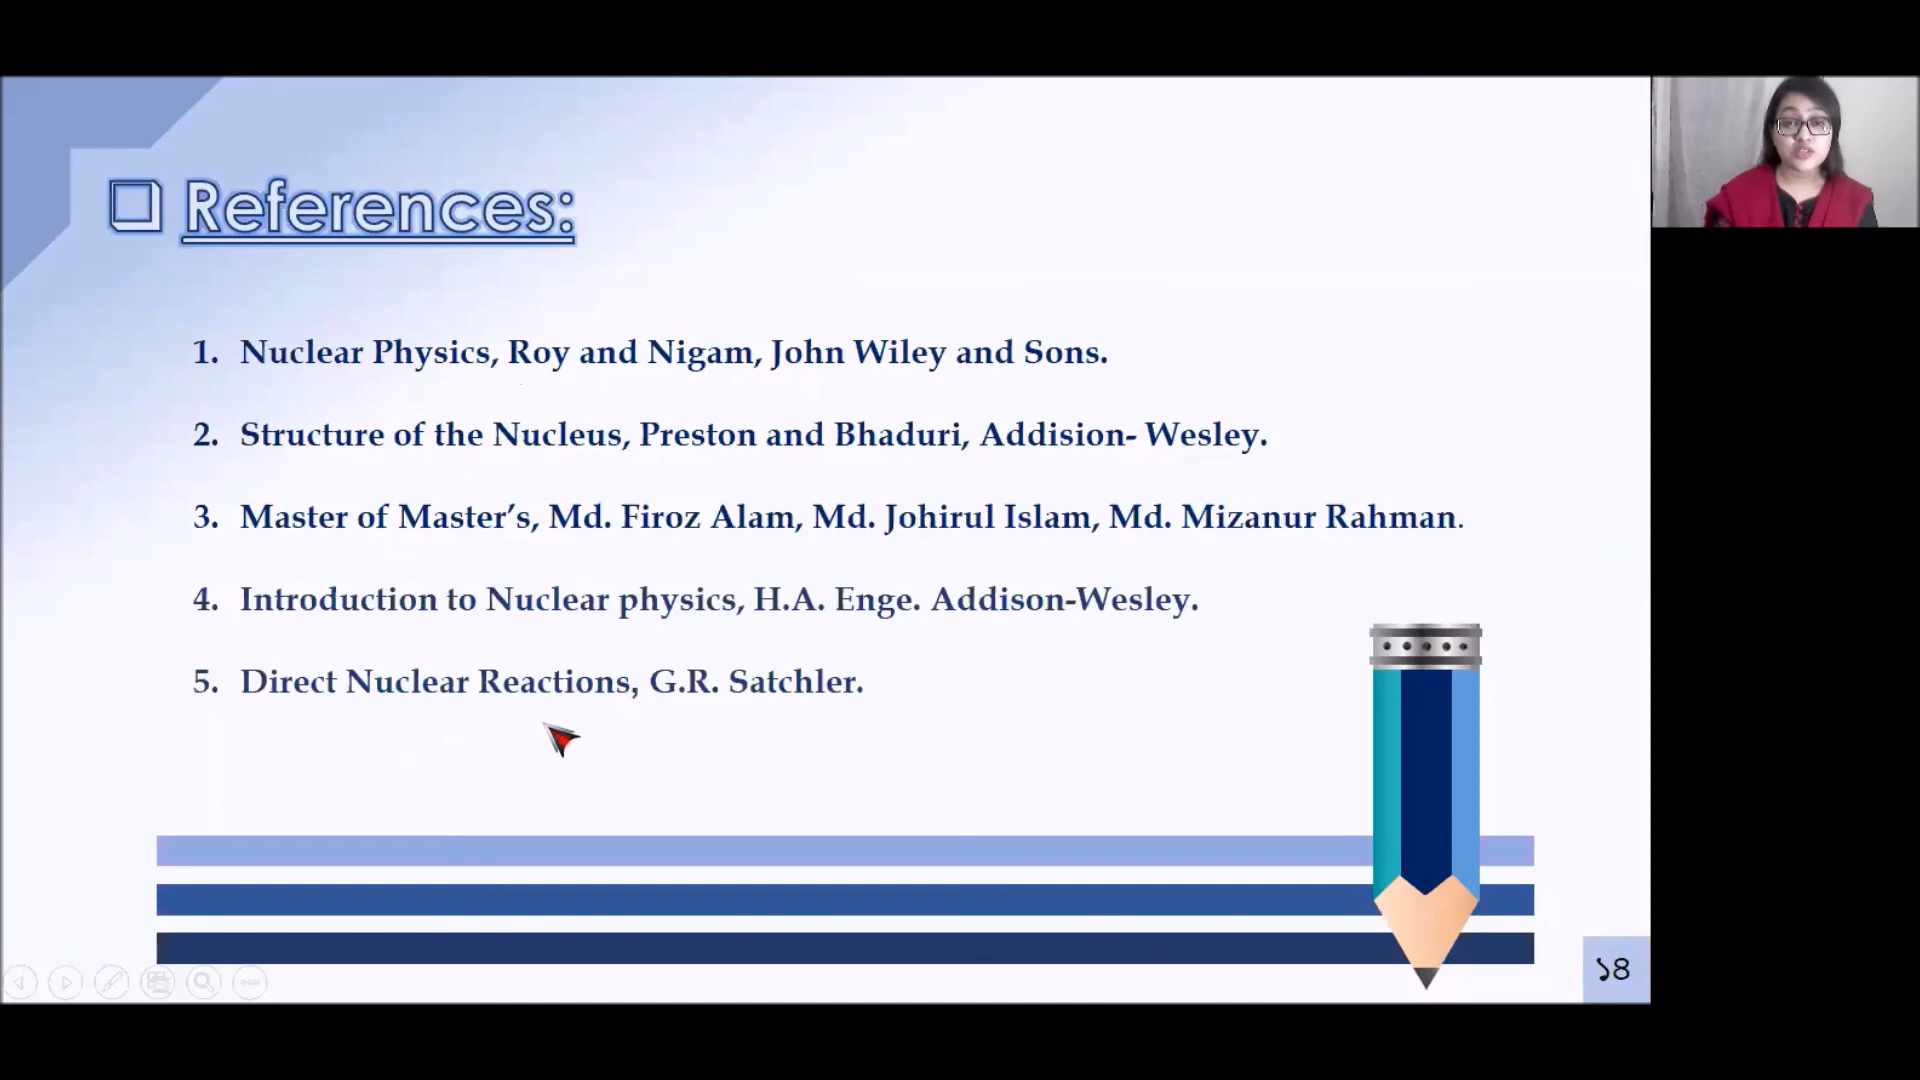 References:
1. Nuclear Physics, Roy and Nigam, John Wiley and Sons.
2. Structure of the Nucleus, Preston and Bhaduri, Addision- Wesley.
3. Master of Master’s, Md. Firoz Alam, Md. Johirul Islam, Md. Mizanur Rahman.
4. Introduction to Nuclear physics, H.A. Enge. Addison-Wesley.
5. Direct Nuclear Reactions, G.R. Satchler.
১৪